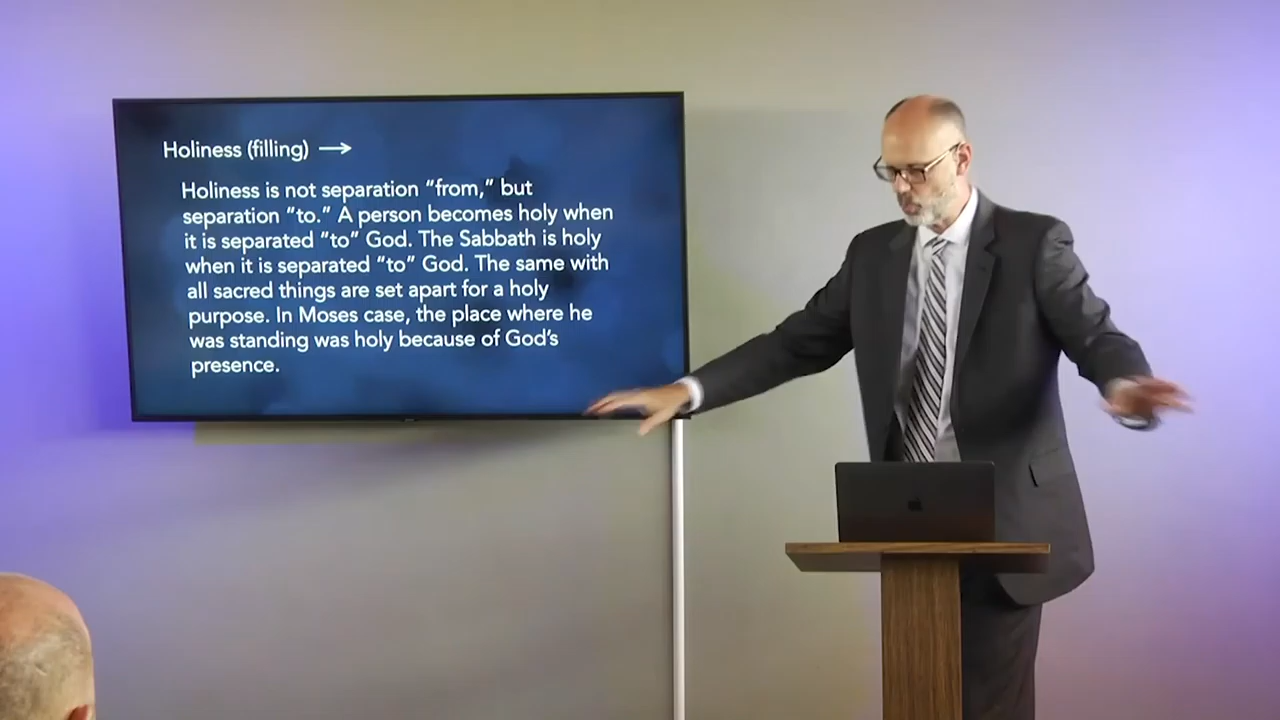 Holiness (filling) →
Holiness is not separation “from,” but
separation “to.” A person becomes holy when
it is separated “to” God. The Sabbath is holy
when it is separated “to” God. The same with
all sacred things are set apart for a holy
purpose. In Moses case, the place where he
was standing was holy because of God’s
presence.